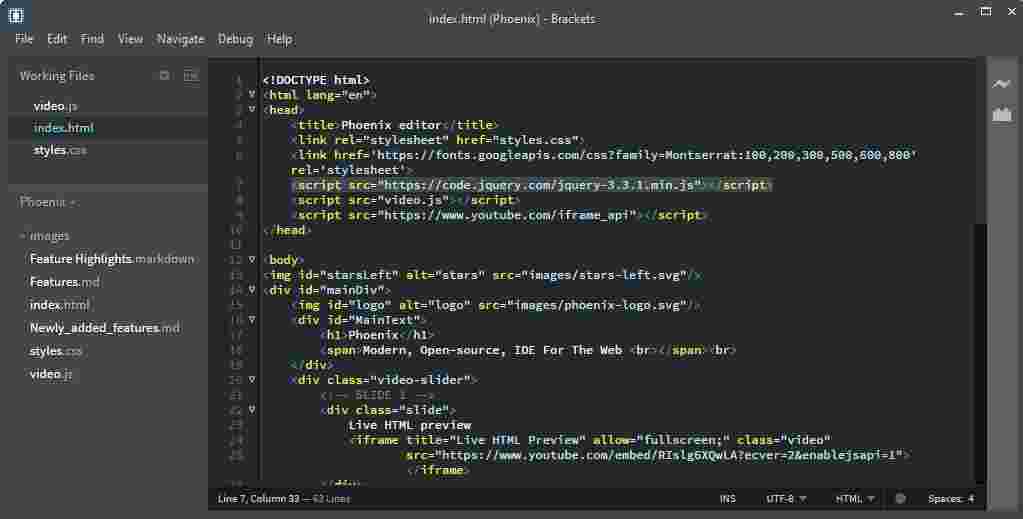 index.html (Phoenix) - Brackets
File Edit Find View Navigate Debug Help
Working Files
video.js
index.html
styles.css
Phoenix
images
Feature Highlights.markdown
Features.md
index.html
Newly_added_features.md
styles.css
video.js
1 <!DOCTYPE html>
2 <html lang="en">
3 <head>
4 <title>Phoenix editor</title>
5 <link rel="stylesheet" href="styles.css">
6 <link href='https://fonts.googleapis.com/css?family=Montserrat:100,200,300,500,600,800'
rel='stylesheet'>
7 <script src="https://code.jquery.com/jquery-3.3.1.min.js"></script>
8 <script src="video.js"></script>
9 <script src="https://www.youtube.com/iframe_api"></script>
10 </head>
11
12 <body>
13 <img id="starsLeft" alt="stars" src="images/stars-left.svg"/>
14 <div id="mainDiv">
15 <img id="logo" alt="logo" src="images/phoenix-logo.svg"/>
16 <div id="MainText">
17 <h1>Phoenix</h1>
18 <span>Modern, Open-source, IDE For The Web <br></span><br>
19 </div>
20 <div class="video-slider">
21 <!-- SLIDE 1 -->
22 <div class="slide">
23 Live HTML preview
24 <iframe title="Live HTML Preview" allow="fullscreen;" class="video"
25 src="https://www.youtube.com/embed/RIslg6XQwLA?ecver=2&enablejsapi=1">
</iframe>
</div>
Line 7, Column 33 — 63 Lines INS UTF-8 HTML Spaces: 4